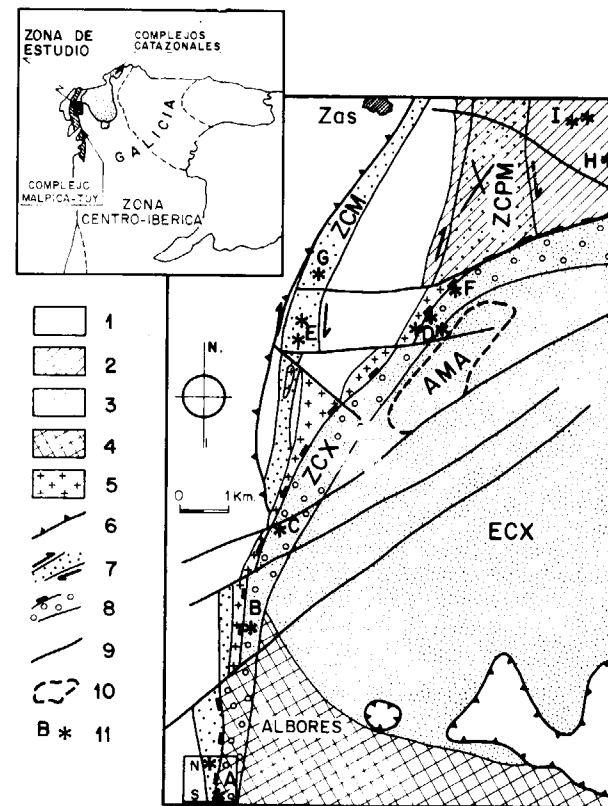 ZONA DE
ESTUDIO
COMPLEJOS
CATAZONALES
GALICIA
COMPLEJO
MALPICA-TUY
ZONA
CENTRO-IBERICA
Zas
I
H
ZCM
ZCPM
G
F
E
D
AMA
ZCX
C
ECX
B
ALBORES
N
A
S
1
2
3
4
5
6
7
8
9
10
B * 11
N.
0 1 Km.